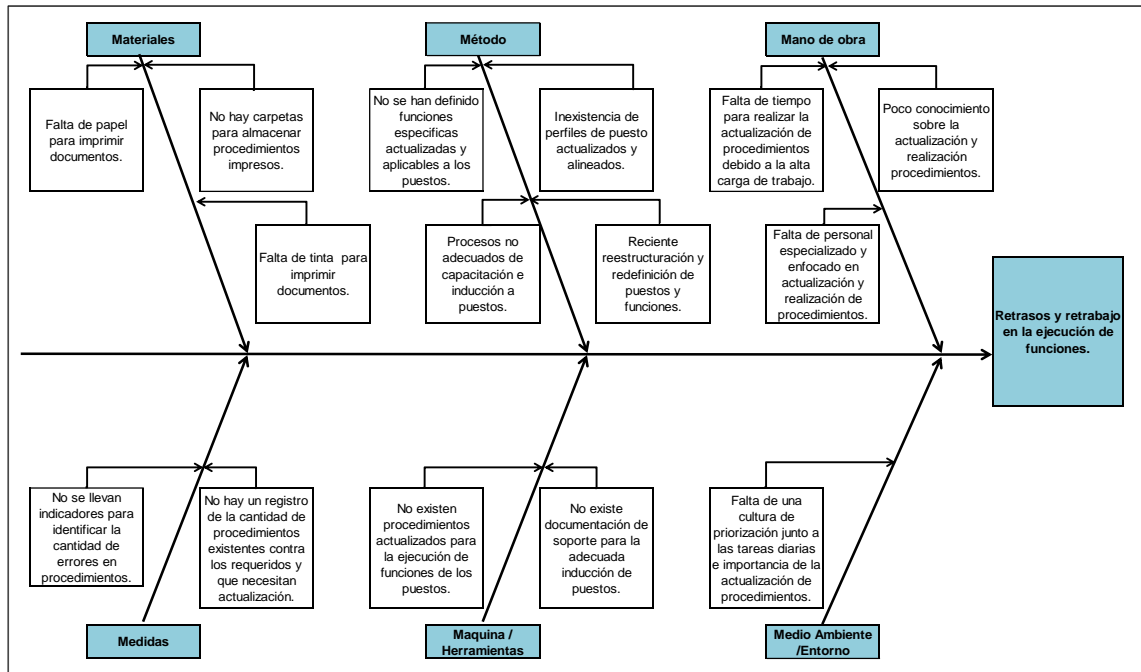 Materiales
Método
Mano de obra
Falta de papel
para imprimir
documentos.
No hay carpetas
para almacenar
procedimientos
impresos.
Falta de tinta para
imprimir
documentos.
No se han definido
funciones
especificas
actualizadas y
aplicables a los
puestos.
Inexistencia de
perfiles de puesto
actualizados y
alineados.
Procesos no
adecuados de
capacitación e
inducción a
puestos.
Reciente
reestructuración y
redefinición de
puestos y
funciones.
Falta de tiempo
para realizar la
actualización de
procedimientos
debido a la alta
carga de trabajo.
Poco conocimiento
sobre la
actualización y
realización
procedimientos.
Falta de personal
especializado y
enfocado en
actualización y
realización de
procedimientos.
Retrasos y retrabajo
en la ejecución de
funciones.
No se llevan
indicadores para
identificar la
cantidad de
errores en
procedimientos.
No hay un registro
de la cantidad de
procedimientos
existentes contra
los requeridos y
que necesitan
actualización.
No existen
procedimientos
actualizados para
la ejecución de
funciones de los
puestos.
No existe
documentación de
soporte para la
adecuada
inducción de
puestos.
Falta de una
cultura de
priorización junto a
las tareas diarias
e importancia de la
actualización de
procedimientos.
Medidas
Maquina /
Herramientas
Medio Ambiente
/Entorno